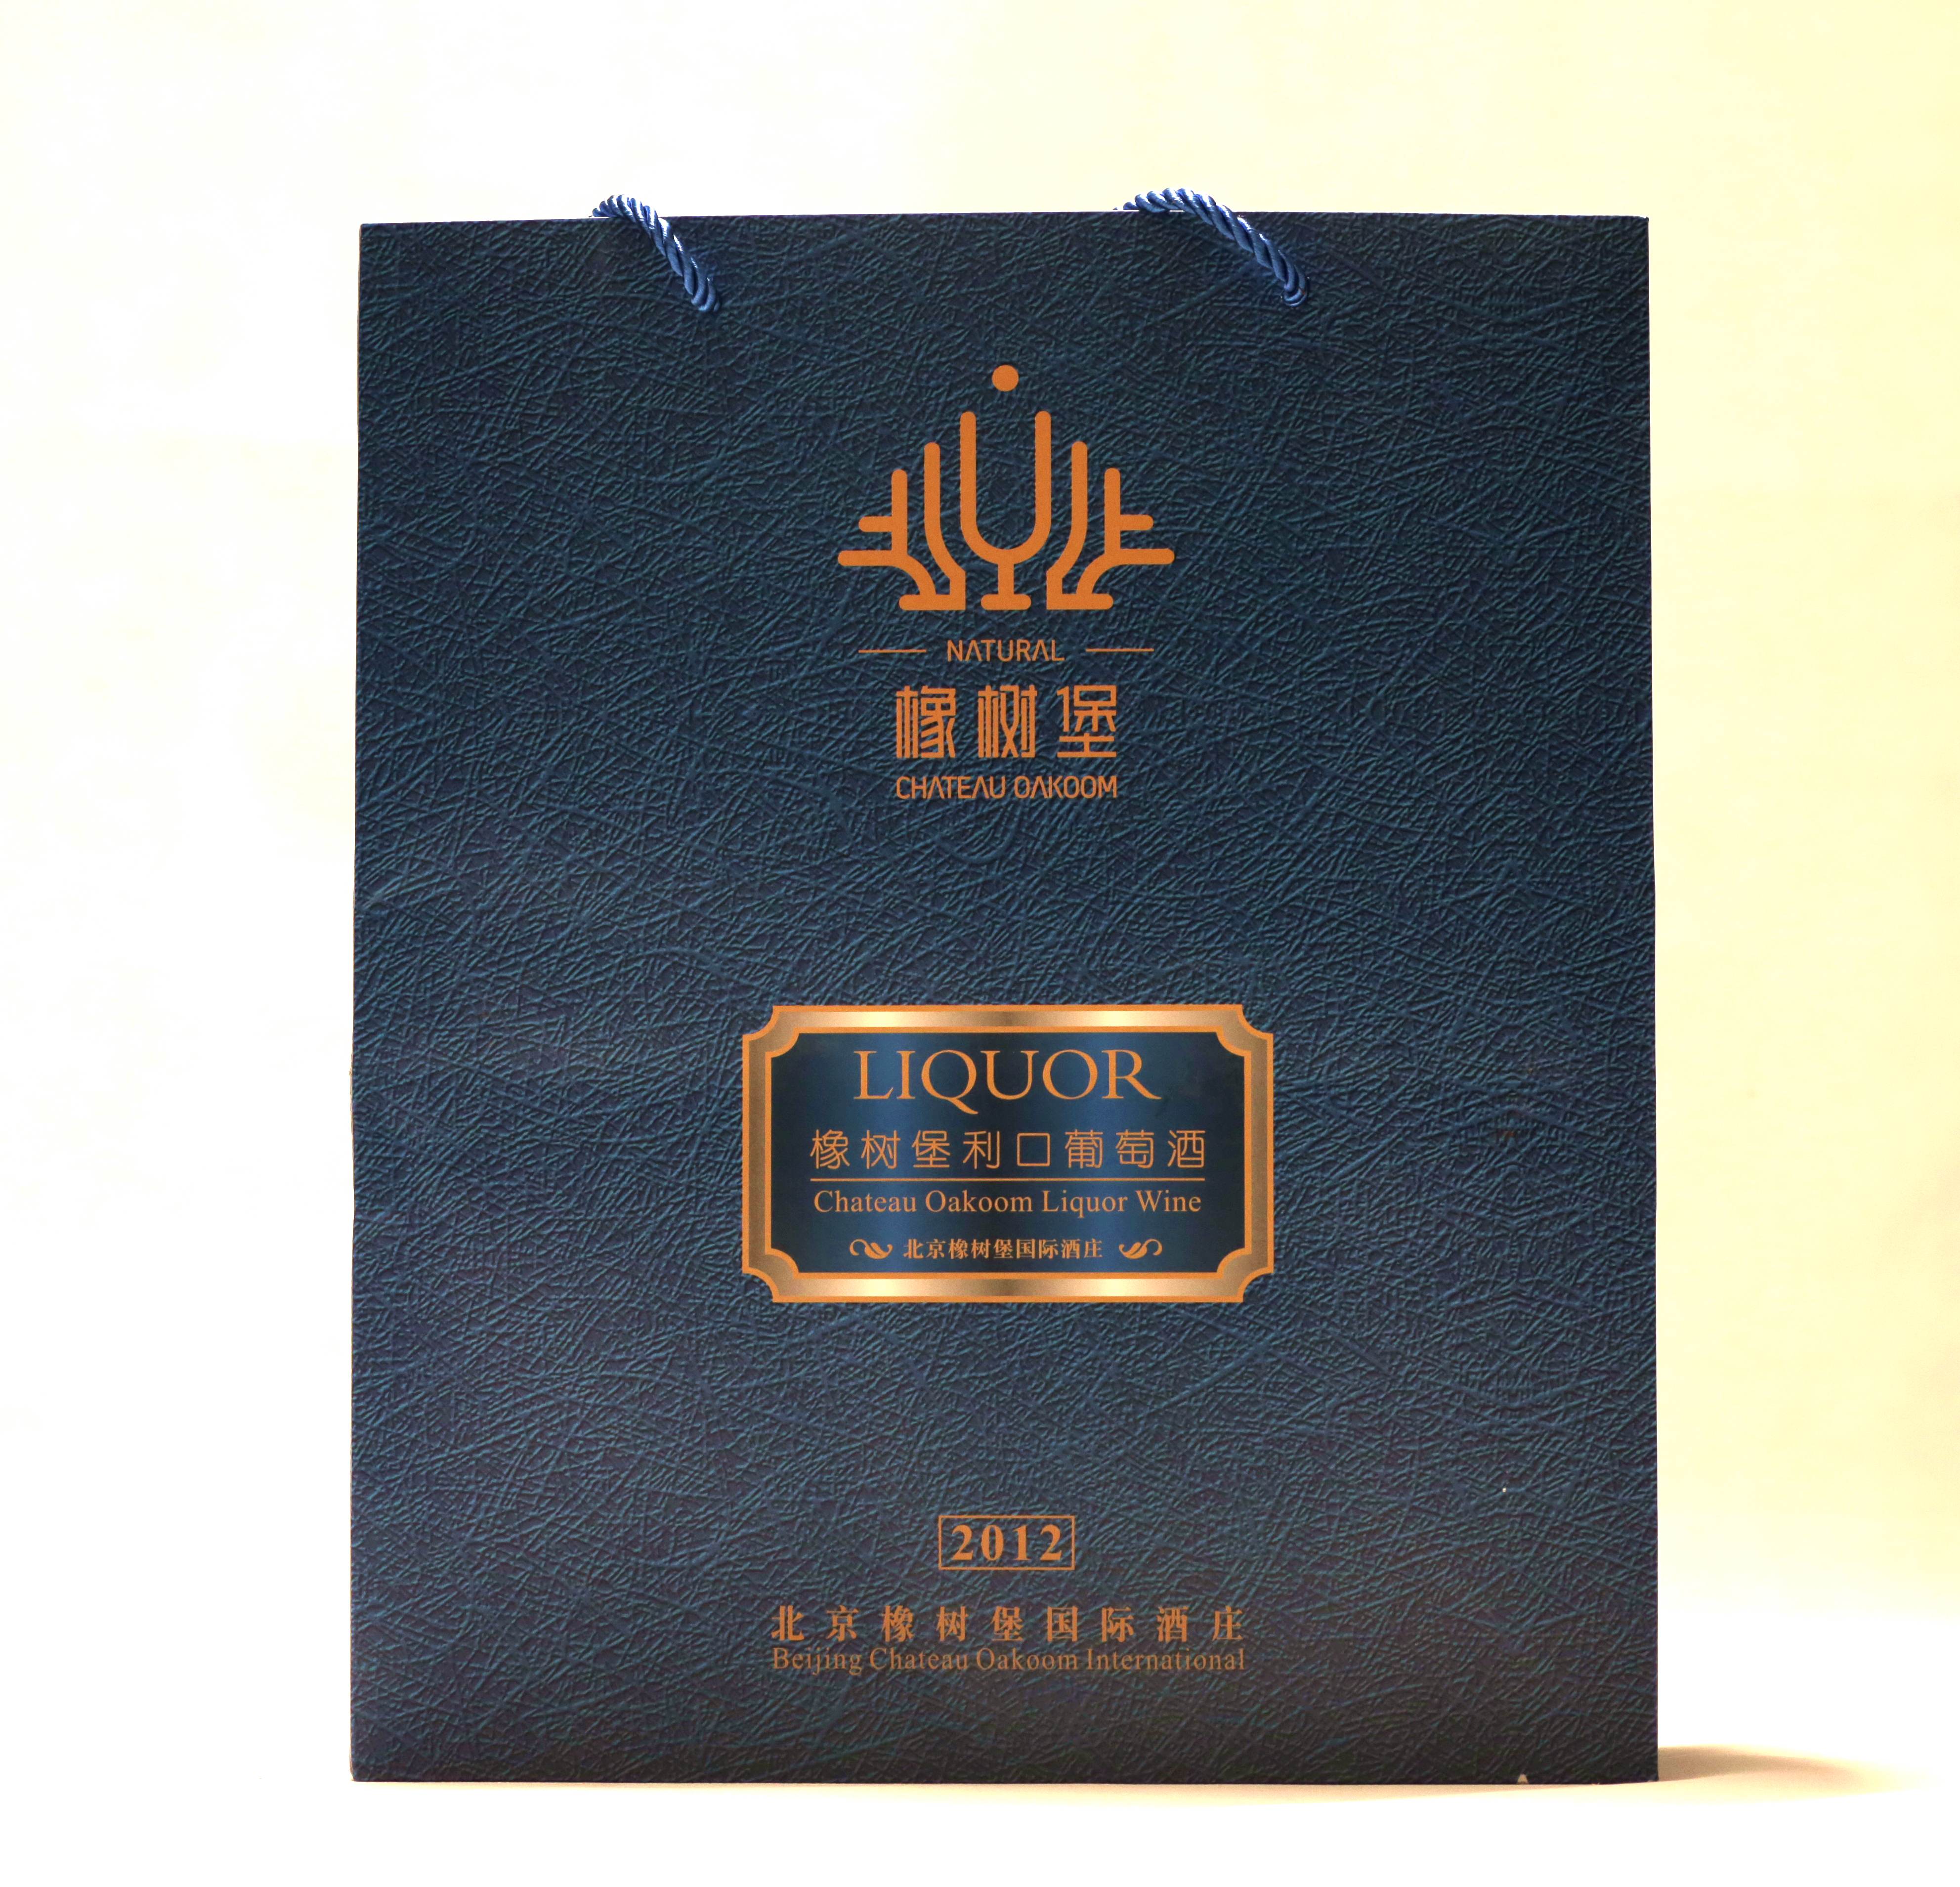 NATURAL
橡树堡
CHATEAU OAKOOM
LIQUOR
橡树堡利口葡萄酒
Chateau Oakoom Liquor Wine
北京橡树堡国际酒庄
2012
北京橡树堡国际酒庄
Beijing Chateau Oakoom International